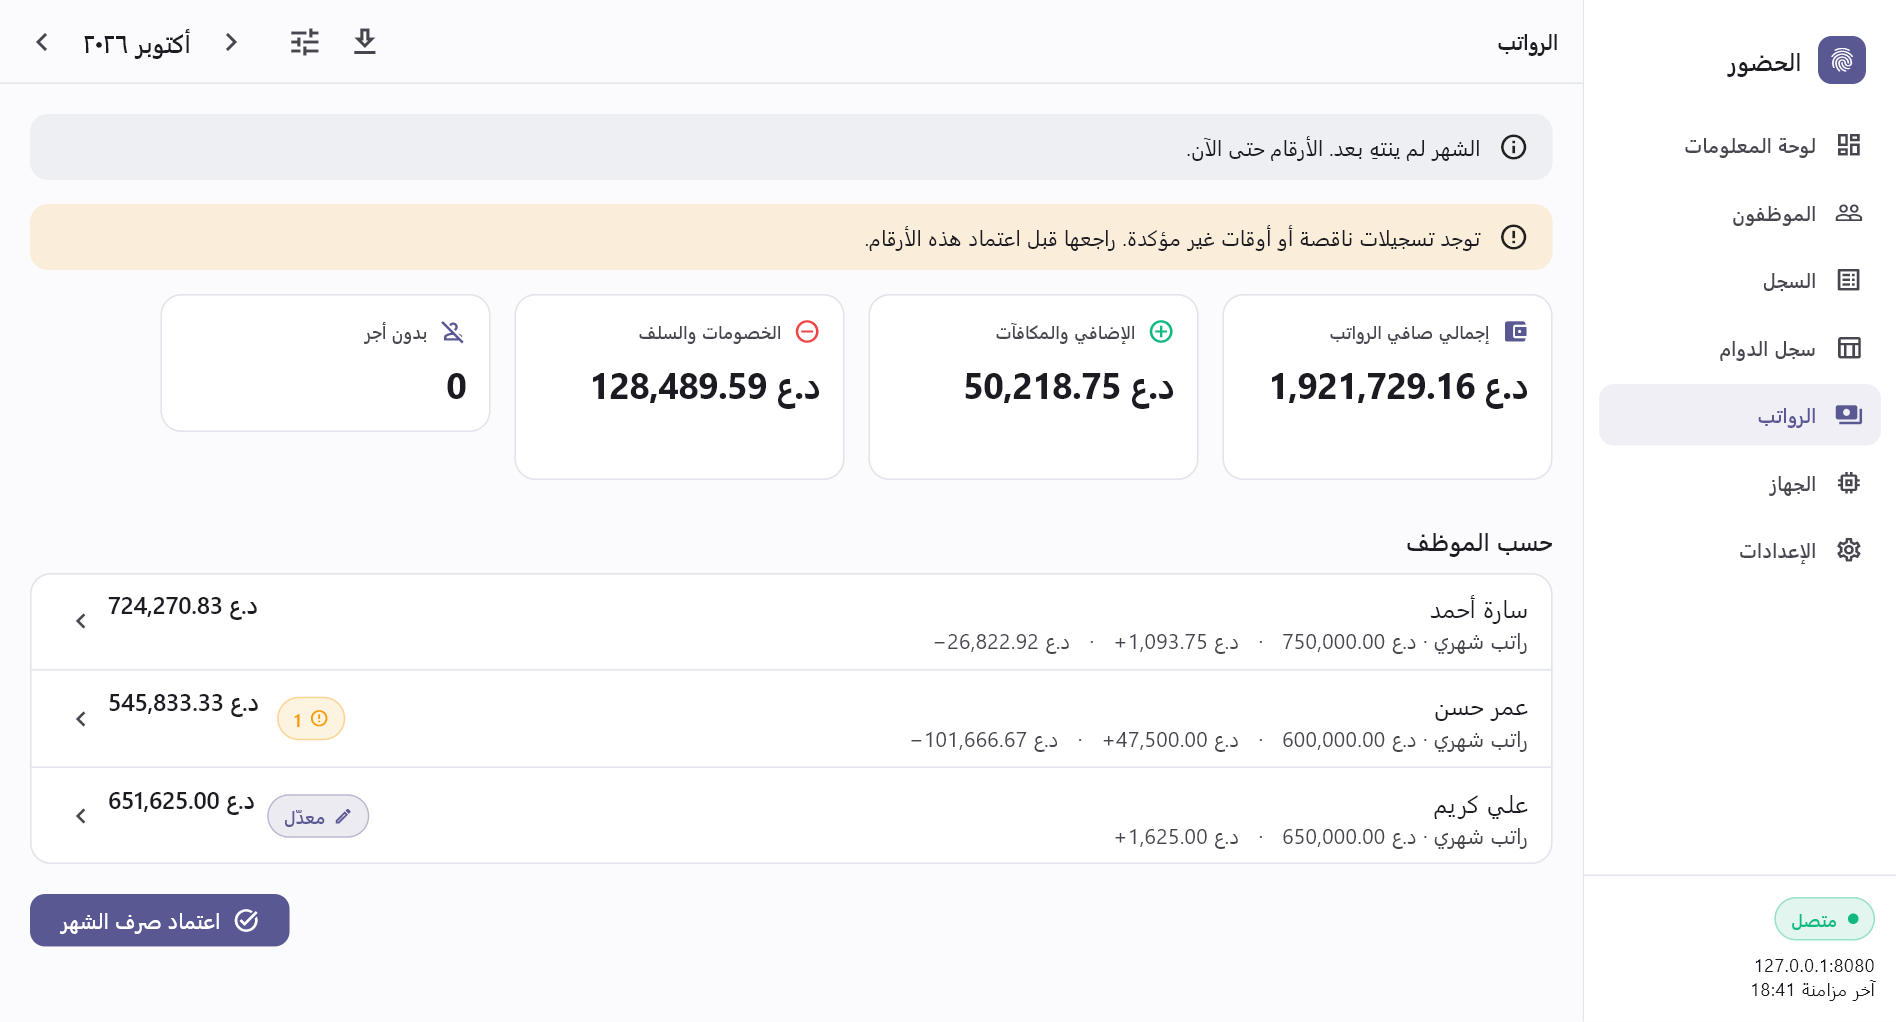 الحضور
لوحة المعلومات
الموظفون
السجل
سجل الدوام
الرواتب
الجهاز
الإعدادات
متصل
127.0.0.1:8080
آخر مزامنة 18:41
الرواتب
أكتوبر ٢٠٢٦
الشهر لم ينتهِ بعد. الأرقام حتى الآن.
توجد تسجيلات ناقصة أو أوقات غير مؤكدة. راجعها قبل اعتماد هذه الأرقام.
إجمالي صافي الرواتب
د.ع 1,921,729.16
الإضافي والمكافآت
د.ع 50,218.75
الخصومات والسلف
د.ع 128,489.59
بدون أجر
0
حسب الموظف
سارة أحمد
د.ع 724,270.83
راتب شهري · د.ع 750,000.00 · د.ع 1,093.75+ · د.ع 26,822.92−
عمر حسن
1
د.ع 545,833.33
راتب شهري · د.ع 600,000.00 · د.ع 47,500.00+ · د.ع 101,666.67−
علي كريم
معدّل
د.ع 651,625.00
راتب شهري · د.ع 650,000.00 · د.ع 1,625.00+
اعتماد صرف الشهر